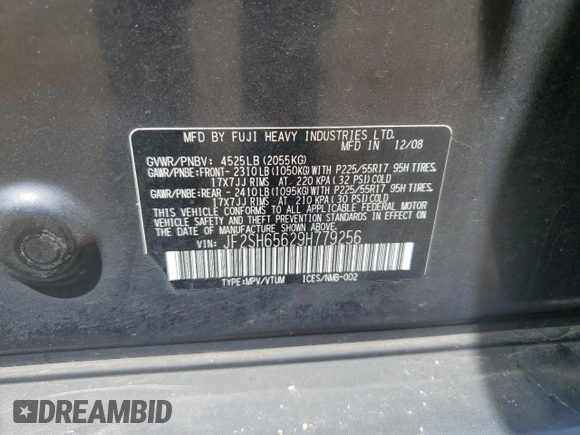 MFD BY FUJI HEAVY INDUSTRIES LTD.
MFD IN 12/08
GVWR/PNBV: 4525LB (2055KG)
GAWR/PNBE:FRONT- 2310LB(1050KG)WITH P225/55R17 95H TIRES.
17X7JJ RIMS AT 220 KPA( 32 PSI)COLD
GAWR/PNBE:REAR - 2410LB(1095KG)WITH P225/55R17 95H TIRES.
17X7JJ RIMS AT 210 KPA( 30 PSI)COLD
THIS VEHICLE CONFORMS TO ALL APPLICABLE FEDERAL MOTOR
VEHICLE SAFETY AND THEFT PREVENTION STANDARDS IN EFFECT
ON THE DATE OF MANUFACTURE SHOWN ABOVE.
VIN: JF2SH65629H779256
TYPE:MPV/VTUM ICES/NMB-002
DREAMBID